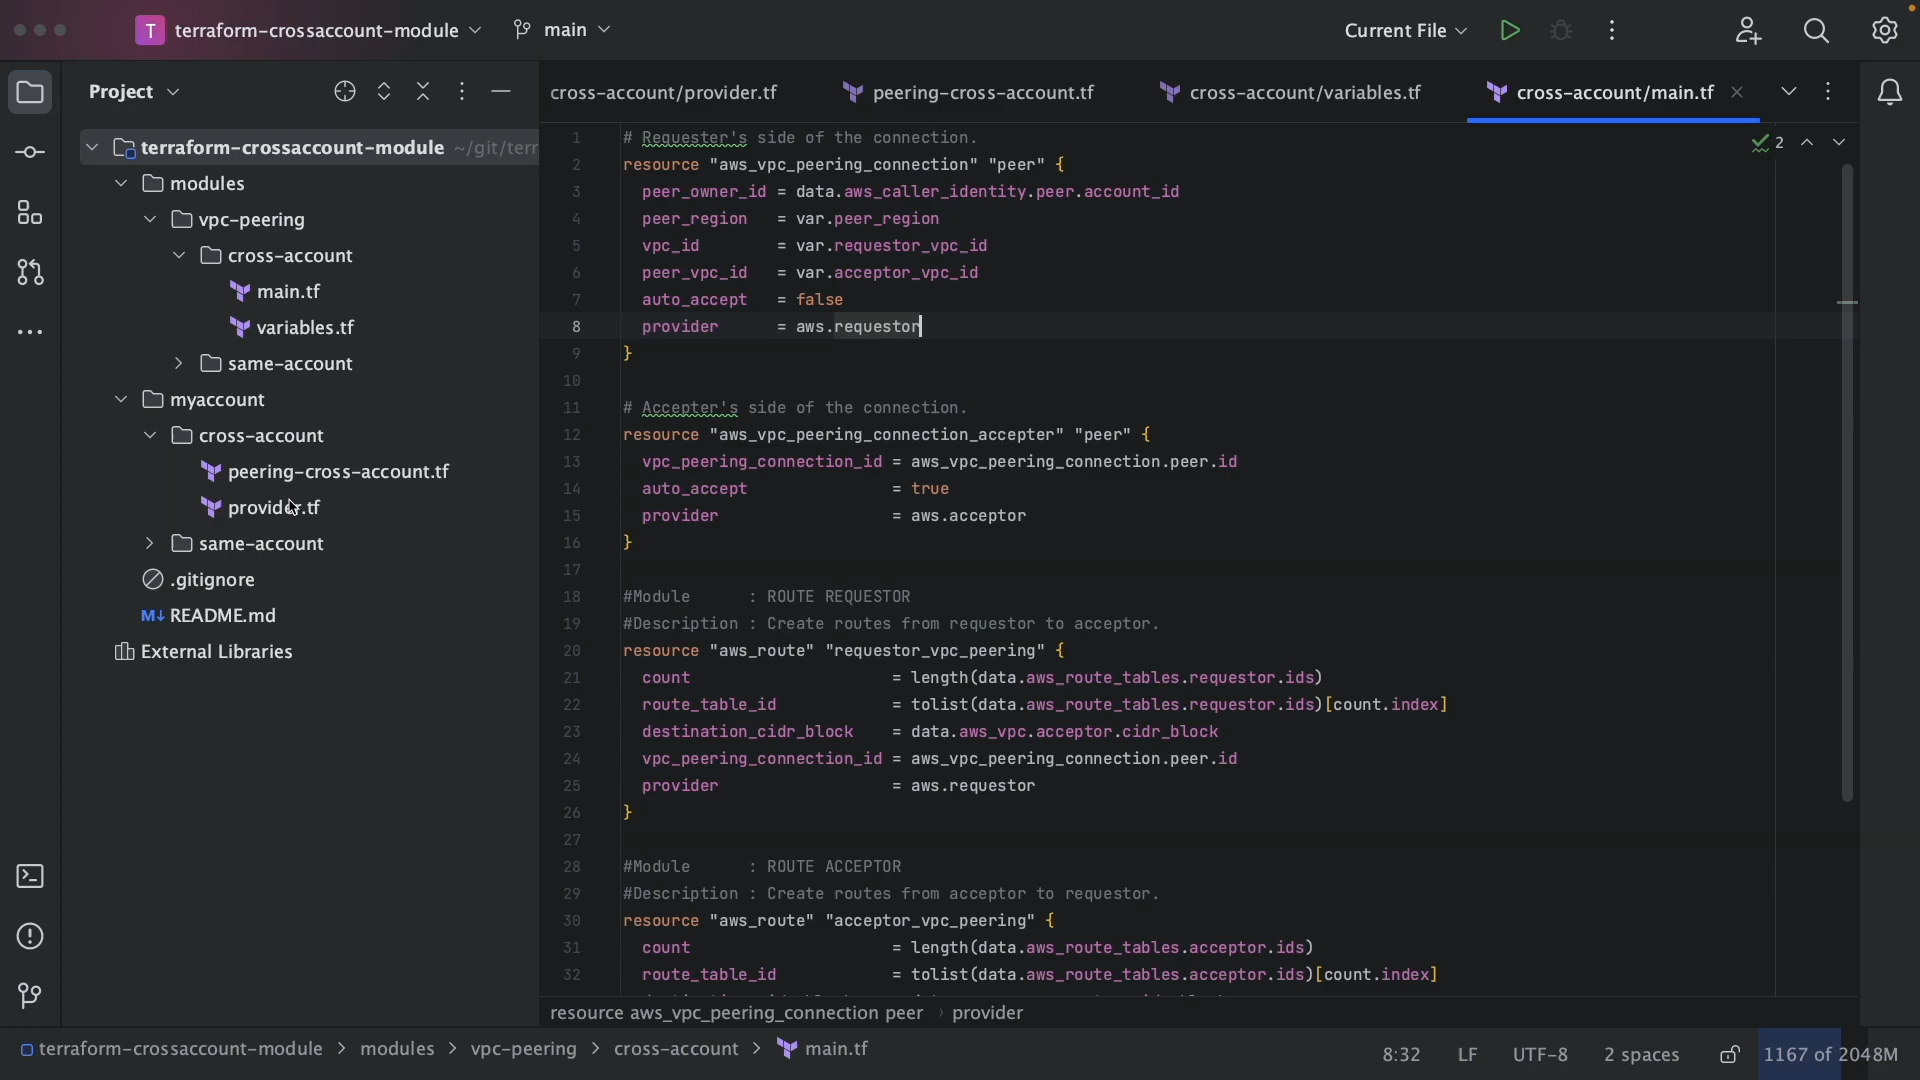 T terraform-crossaccount-module main Current File
Project
terraform-crossaccount-module ~/git/terr
modules
vpc-peering
cross-account
main.tf
variables.tf
same-account
myaccount
cross-account
peering-cross-account.tf
provider.tf
same-account
.gitignore
M↓ README.md
External Libraries
cross-account/provider.tf peering-cross-account.tf cross-account/variables.tf cross-account/main.tf
2
1 # Requester's side of the connection.
2 resource "aws_vpc_peering_connection" "peer" {
3 peer_owner_id = data.aws_caller_identity.peer.account_id
4 peer_region = var.peer_region
5 vpc_id = var.requestor_vpc_id
6 peer_vpc_id = var.acceptor_vpc_id
7 auto_accept = false
8 provider = aws.requestor
9 }
10
11 # Accepter's side of the connection.
12 resource "aws_vpc_peering_connection_accepter" "peer" {
13 vpc_peering_connection_id = aws_vpc_peering_connection.peer.id
14 auto_accept = true
15 provider = aws.acceptor
16 }
17
18 #Module : ROUTE REQUESTOR
19 #Description : Create routes from requestor to acceptor.
20 resource "aws_route" "requestor_vpc_peering" {
21 count = length(data.aws_route_tables.requestor.ids)
22 route_table_id = tolist(data.aws_route_tables.requestor.ids)[count.index]
23 destination_cidr_block = data.aws_vpc.acceptor.cidr_block
24 vpc_peering_connection_id = aws_vpc_peering_connection.peer.id
25 provider = aws.requestor
26 }
27
28 #Module : ROUTE ACCEPTOR
29 #Description : Create routes from acceptor to requestor.
30 resource "aws_route" "acceptor_vpc_peering" {
31 count = length(data.aws_route_tables.acceptor.ids)
32 route_table_id = tolist(data.aws_route_tables.acceptor.ids)[count.index]
resource aws_vpc_peering_connection peer › provider
terraform-crossaccount-module > modules > vpc-peering > cross-account > main.tf
8:32 LF UTF-8 2 spaces 1167 of 2048M